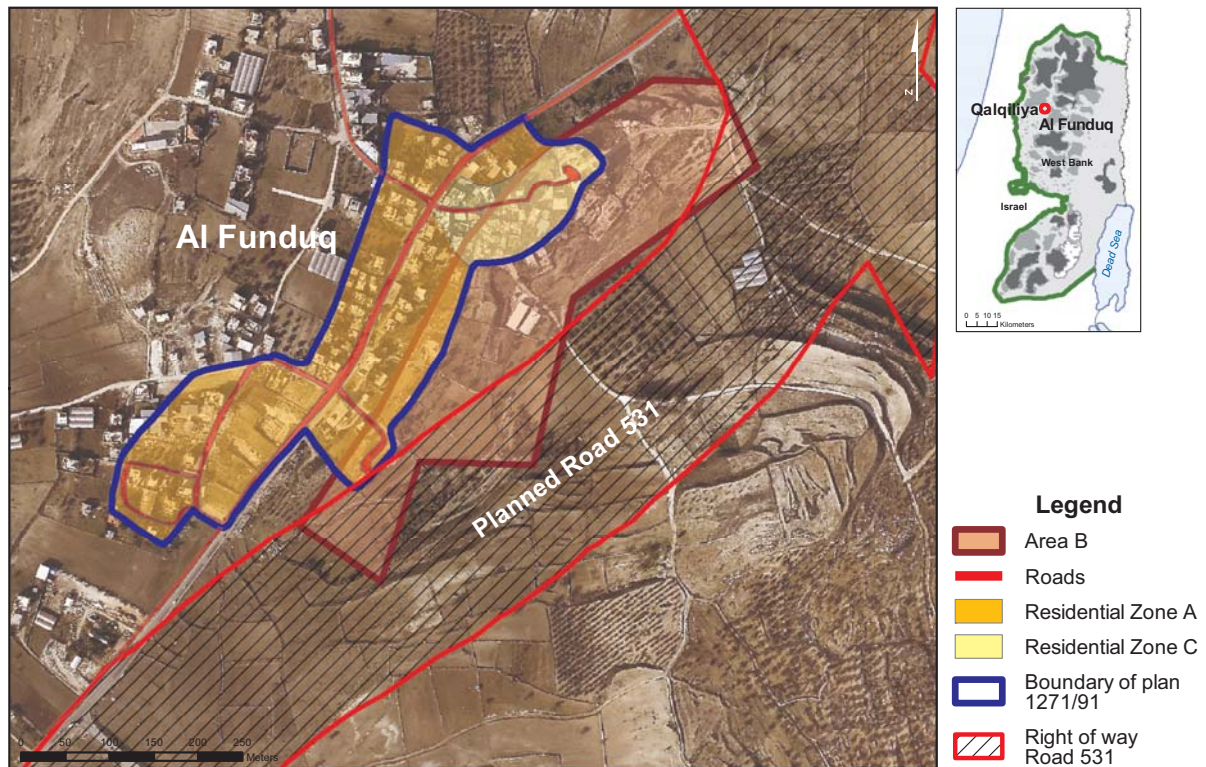 Al Funduq
Planned Road 531
0 50 100 150 200 250
Meters
N
Qalqiliya
Al Funduq
West Bank
Israel
Dead Sea
0 5 10 15
Kilometers
Legend
Area B
Roads
Residential Zone A
Residential Zone C
Boundary of plan
1271/91
Right of way
Road 531